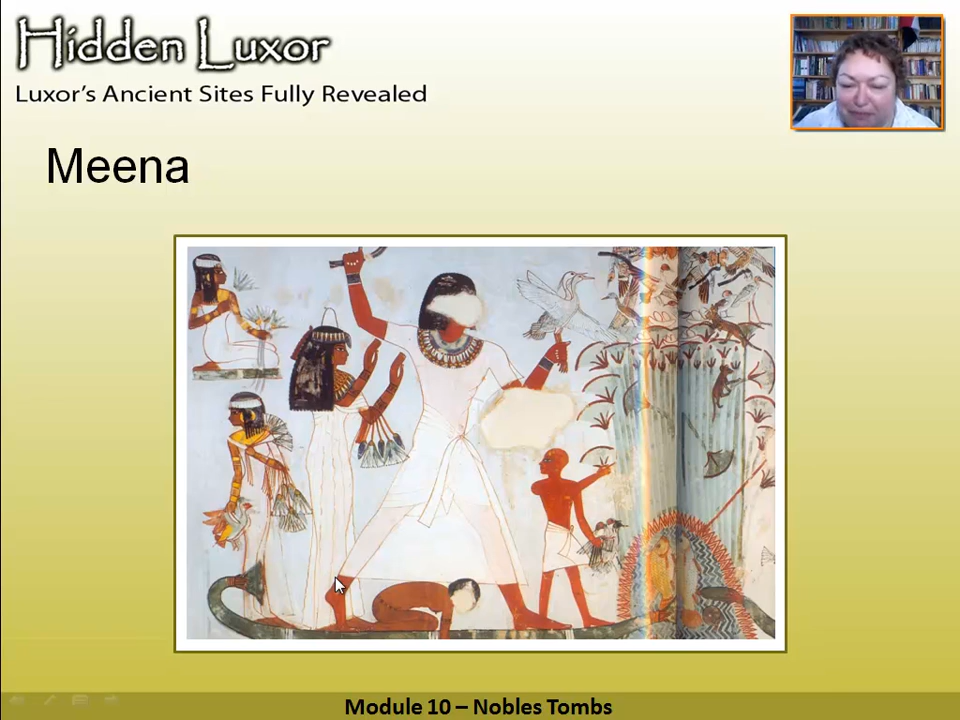 Hidden Luxor
Luxor's Ancient Sites Fully Revealed
Meena
Module 10 – Nobles Tombs